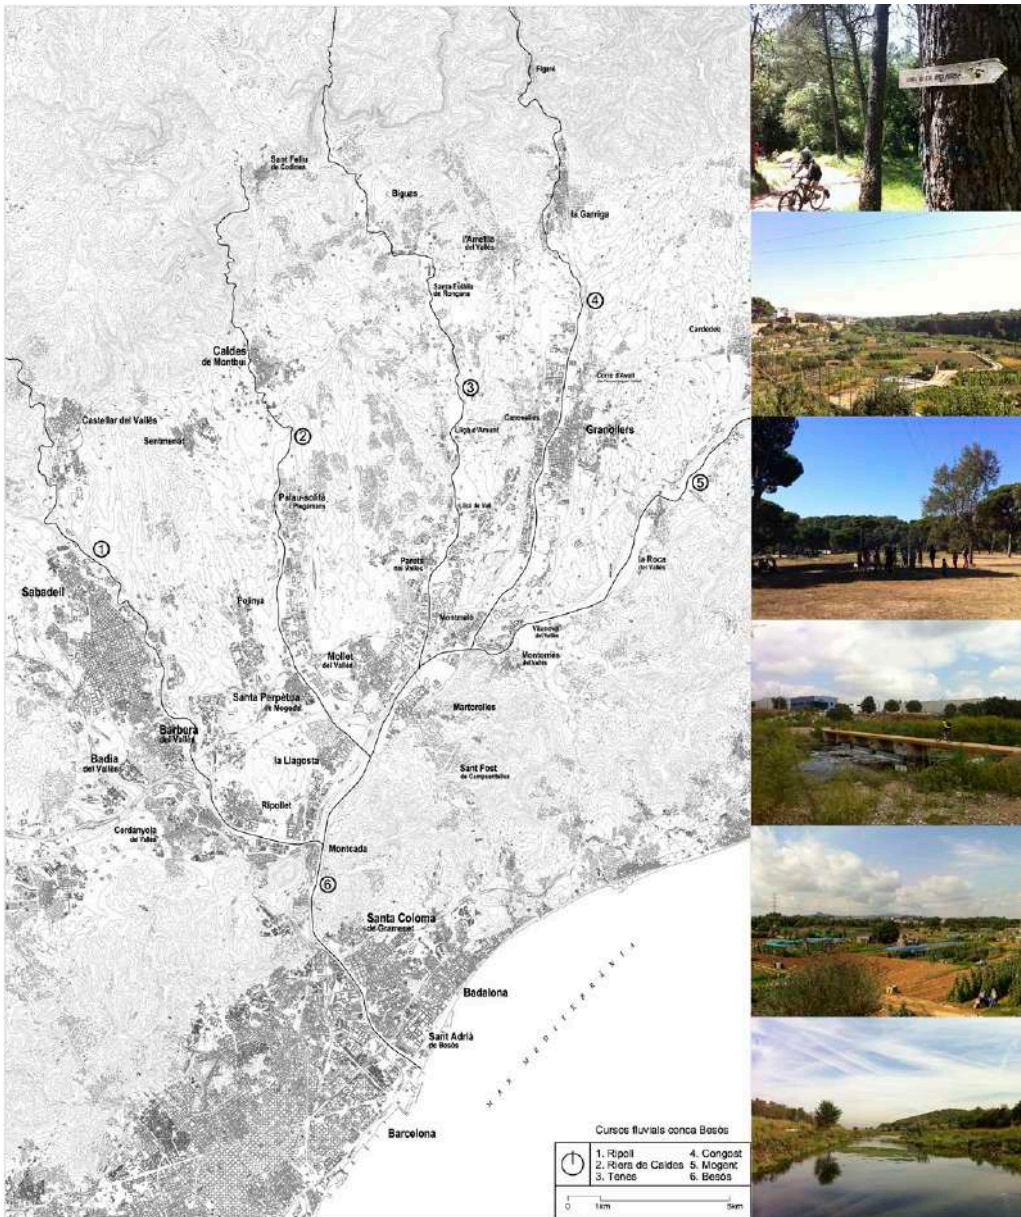 Figaró
Sant Feliu
de Codines
Bigues
la Garriga
l'Ametlla
del Vallès
Santa Eulàlia
de Ronçana
4
Cardedeu
Caldes
de Montbui
3
Canovelles
Castellar del Vallès
Sentmenat
2
Lliçà d'Amunt
Granollers
5
Palau-solità
Plegamans
Lliçà de Vall
1
Sabadell
Parets
del Vallès
la Roca
del Vallès
Polinyà
Montmeló
Vilanova
del Vallès
Mollet
del Vallès
Montornès
del Vallès
Santa Perpètua
de Mogoda
Martorelles
Barberà
del Vallès
Badia
del Vallès
la Llagosta
Sant Fost
de Campsentelles
Ripollet
Cerdanyola
del Vallès
Montcada
6
Santa Coloma
de Gramenet
Badalona
Sant Adrià
de Besòs
MAR MEDITERRÀNIA
Barcelona
Cursos fluvials conca Besòs
1. Ripoll
2. Riera de Caldes
3. Tenes
4. Congost
5. Mogent
6. Besòs
0 1km 5km